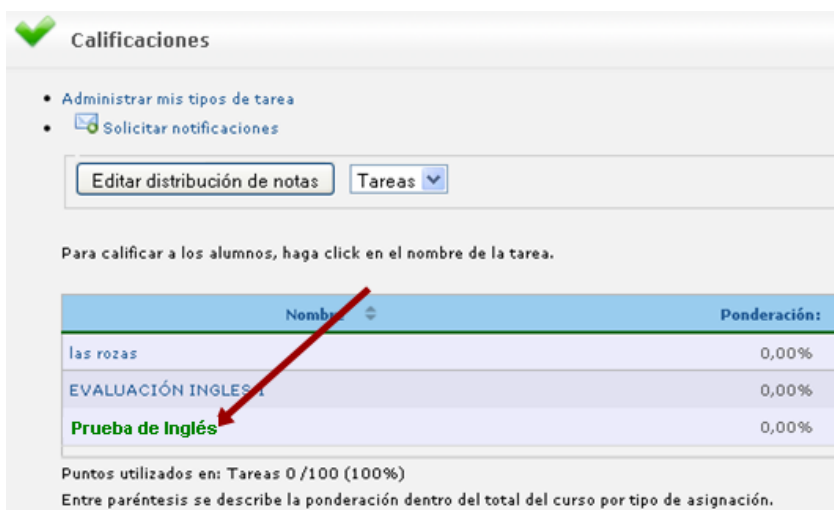 Calificaciones
Administrar mis tipos de tarea
Solicitar notificaciones
Editar distribución de notas Tareas
Para calificar a los alumnos, haga click en el nombre de la tarea.
Nombre Ponderación:
las rozas 0,00%
EVALUACIÓN INGLES 1 0,00%
Prueba de Inglés 0,00%
Puntos utilizados en: Tareas 0 /100 (100%)
Entre paréntesis se describe la ponderación dentro del total del curso por tipo de asignación.